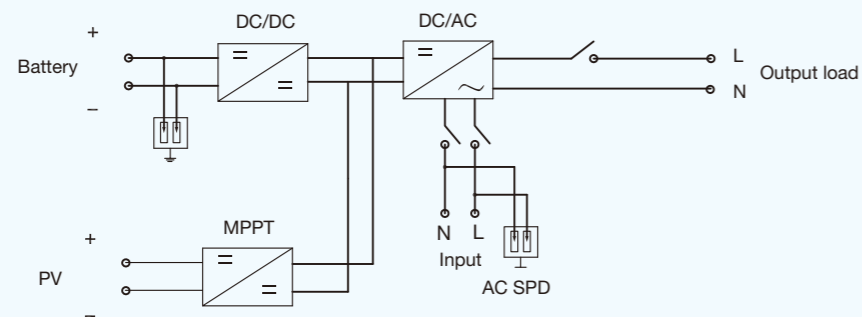 DC/DC
DC/AC
+
Battery
−
L
N
Output load
MPPT
+
PV
−
N L
Input
AC SPD